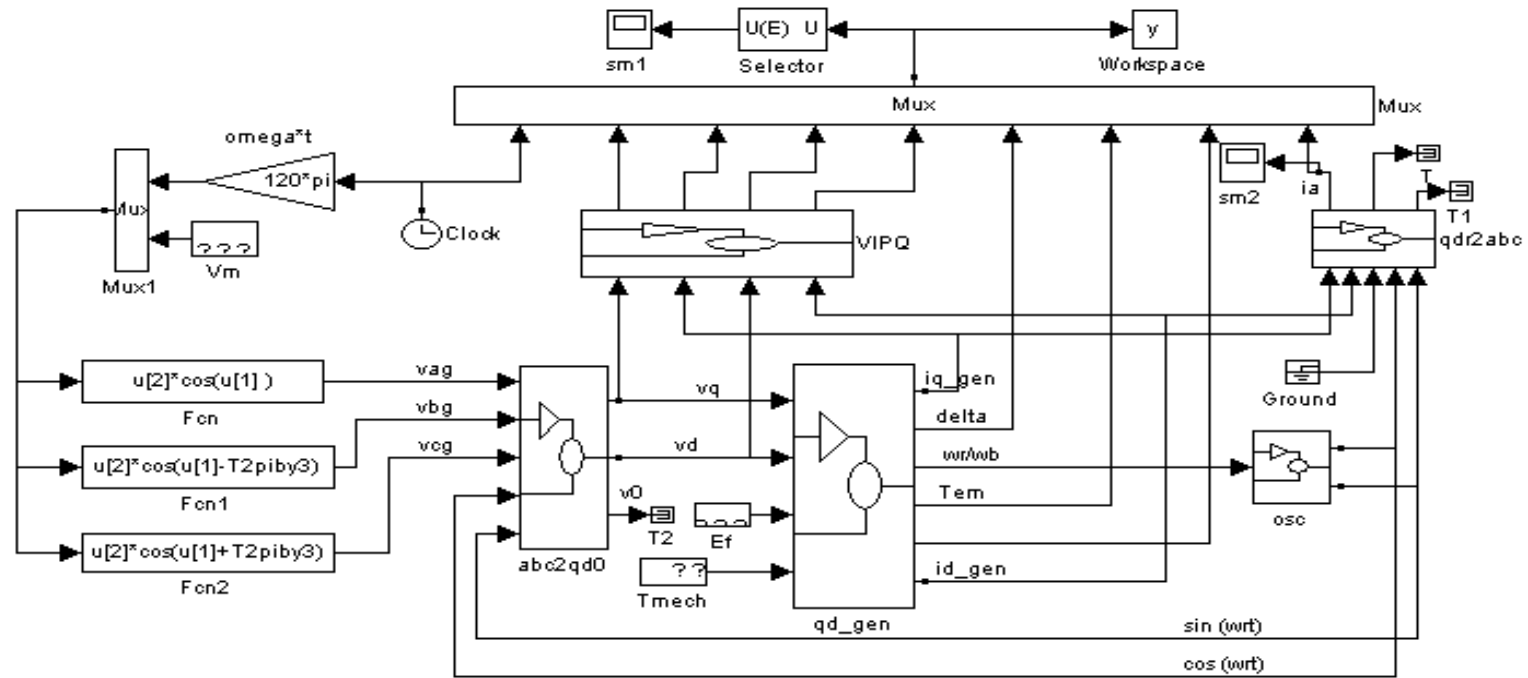 U(E) U
y
sm1
Selector
Workspace
Mux
Mux
omega*t
120*pi
Mux
Clock
???
Vm
Mux1
VIPQ
sm2
ia
T
T1
qdr2abc
u[2]*cos(u[1] )
Fcn
vag
vbg
vcg
u[2]*cos(u[1]-T2piby3)
Fcn1
u[2]*cos(u[1]+T2piby3)
Fcn2
vq
vd
v0
T2
abc2qd0
Ef
??
Tmech
iq_gen
delta
wr/wb
Tem
id_gen
qd_gen
Ground
osc
sin (wrt)
cos (wrt)